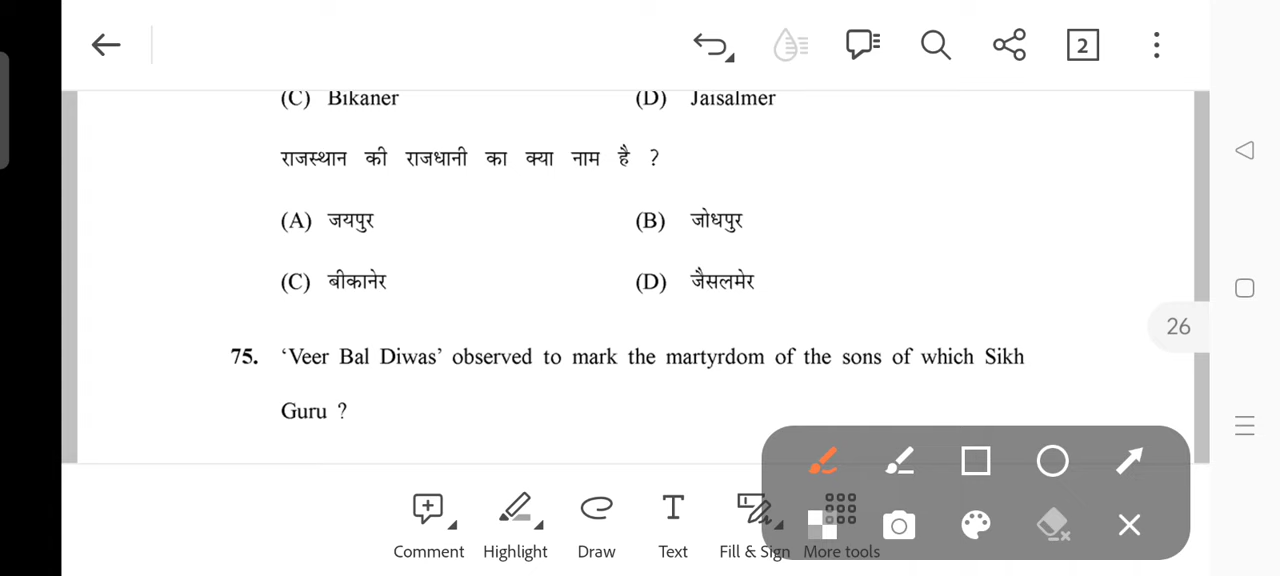 2
(C) Bikaner (D) Jaisalmer
राजस्थान की राजधानी का क्या नाम है ?
(A) जयपुर (B) जोधपुर
(C) बीकानेर (D) जैसलमेर
26
75. ‘Veer Bal Diwas’ observed to mark the martyrdom of the sons of which Sikh
Guru ?
Comment Highlight Draw Text Fill & Sign More tools